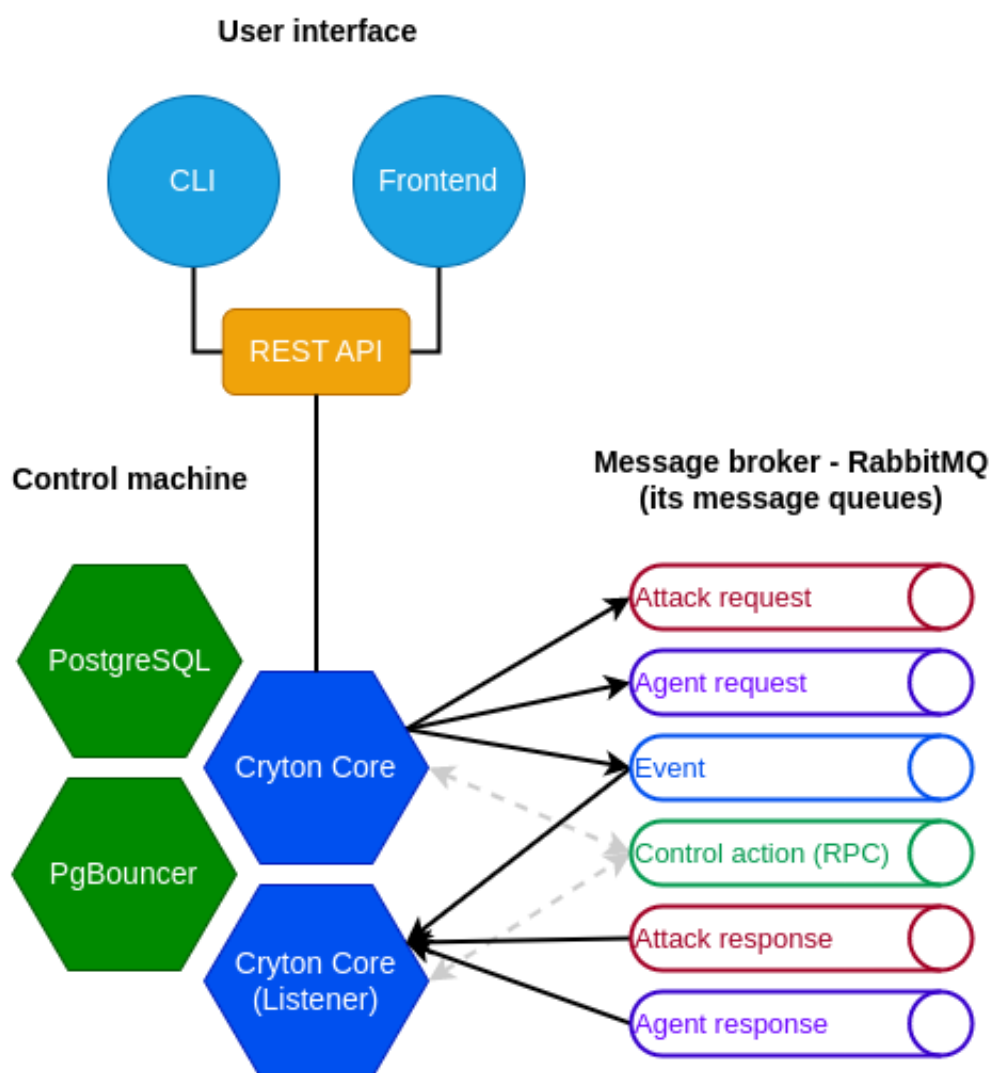 User interface
CLI
Frontend
REST API
Control machine
Message broker - RabbitMQ
(its message queues)
PostgreSQL
Cryton Core
PgBouncer
Cryton Core
(Listener)
Attack request
Agent request
Event
Control action (RPC)
Attack response
Agent response